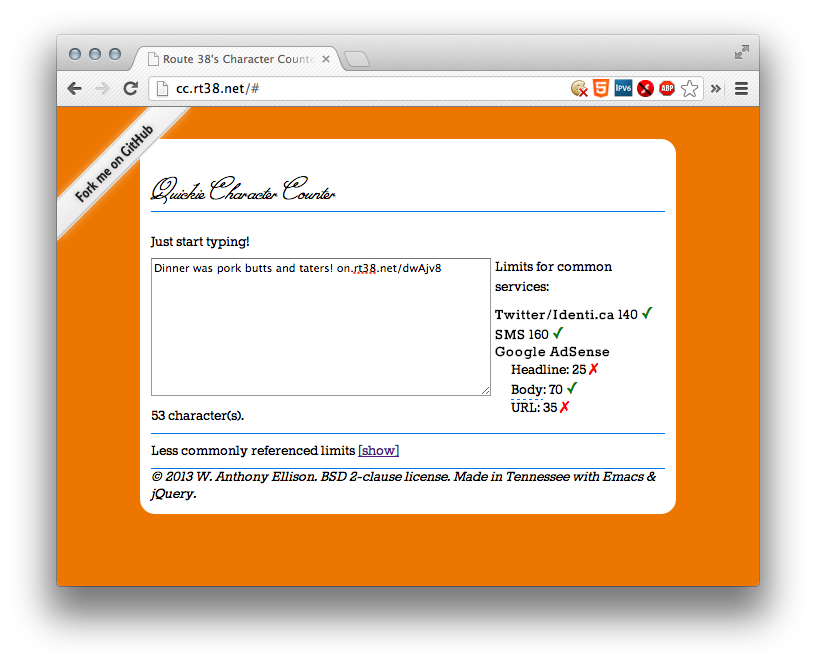 Route 38's Character Counte
cc.rt38.net/#
IPV6
ABP
Fork me on GitHub
Quickie Character Counter
Just start typing!
Dinner was pork butts and taters! on.rt38.net/dwAjv8
Limits for common
services:
Twitter/Identi.ca 140 ✓
SMS 160 ✓
Google AdSense
Headline: 25 ✗
Body: 70 ✓
URL: 35 ✗
53 character(s).
Less commonly referenced limits [show]
© 2013 W. Anthony Ellison. BSD 2-clause license. Made in Tennessee with Emacs &
jQuery.